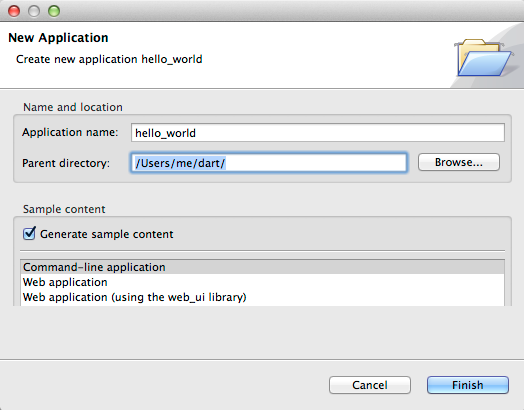 New Application
Create new application hello_world
Name and location
Application name: hello_world
Parent directory: /Users/me/dart/ Browse...
Sample content
Generate sample content
Command-line application
Web application
Web application (using the web_ui library)
Cancel Finish